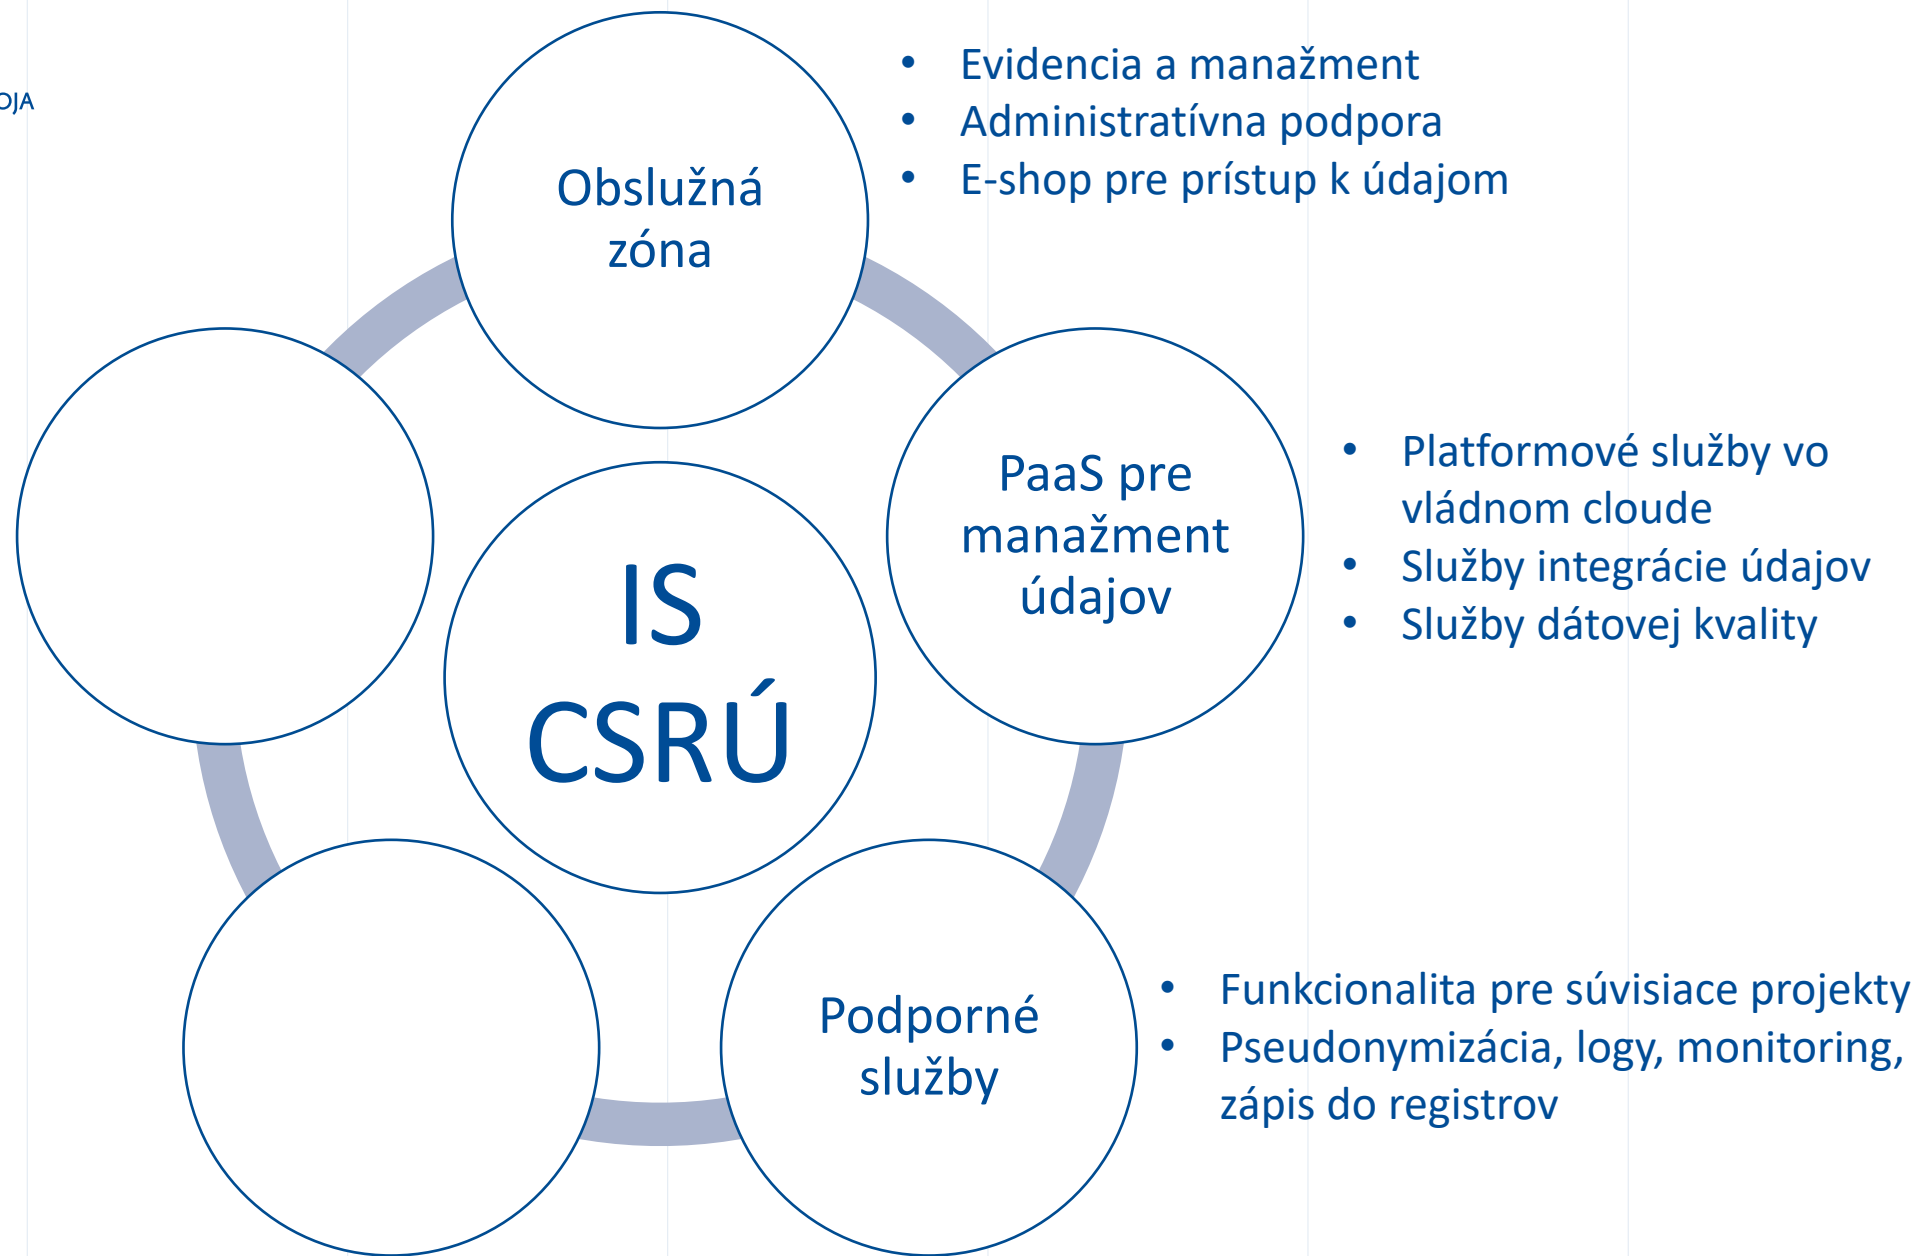 OJA
Obslužná
zóna
• Evidencia a manažment
• Administratívna podpora
• E-shop pre prístup k údajom
PaaS pre
manažment
údajov
• Platformové služby vo
vládnom cloude
• Služby integrácie údajov
• Služby dátovej kvality
IS
CSRÚ
Podporné
služby
• Funkcionalita pre súvisiace projekty
• Pseudonymizácia, logy, monitoring,
zápis do registrov